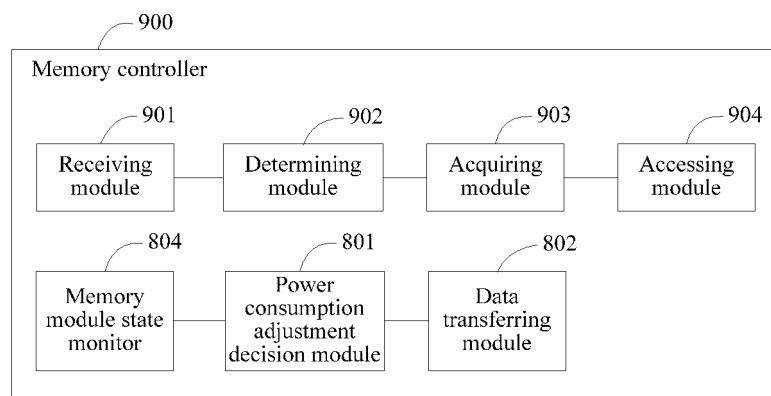 900
Memory controller
901
902
903
904
Receiving
module
Determining
module
Acquiring
module
Accessing
module
804
801
802
Memory
module state
monitor
Power
consumption
adjustment
decision module
Data
transferring
module